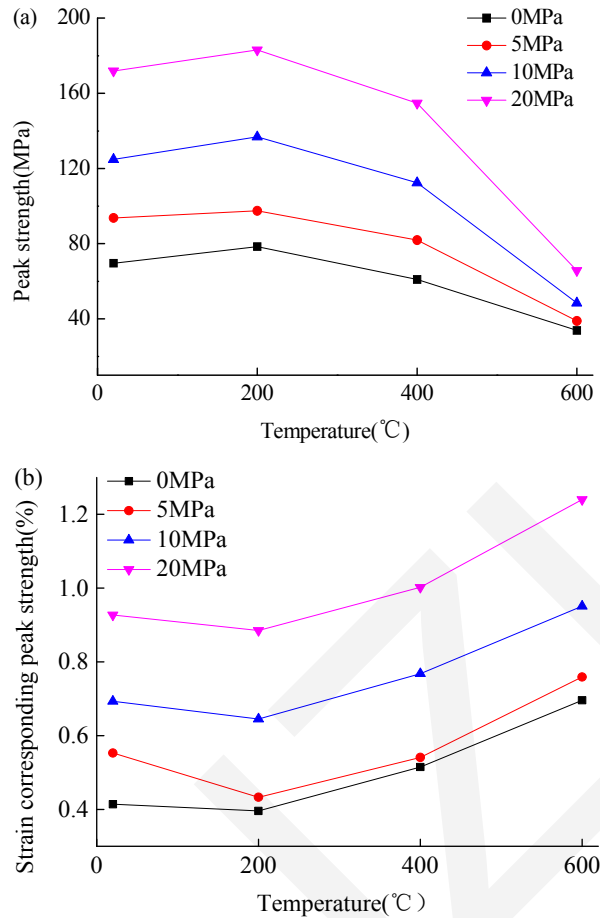 (a)
200
160
120
80
40
0
200
400
600
Peak strength(MPa)
Temperature(℃)
0MPa
5MPa
10MPa
20MPa
(b)
0MPa
5MPa
10MPa
20MPa
1.2
1.0
0.8
0.6
0.4
0
200
400
600
Strain corresponding peak strength(%)
Temperature(℃)